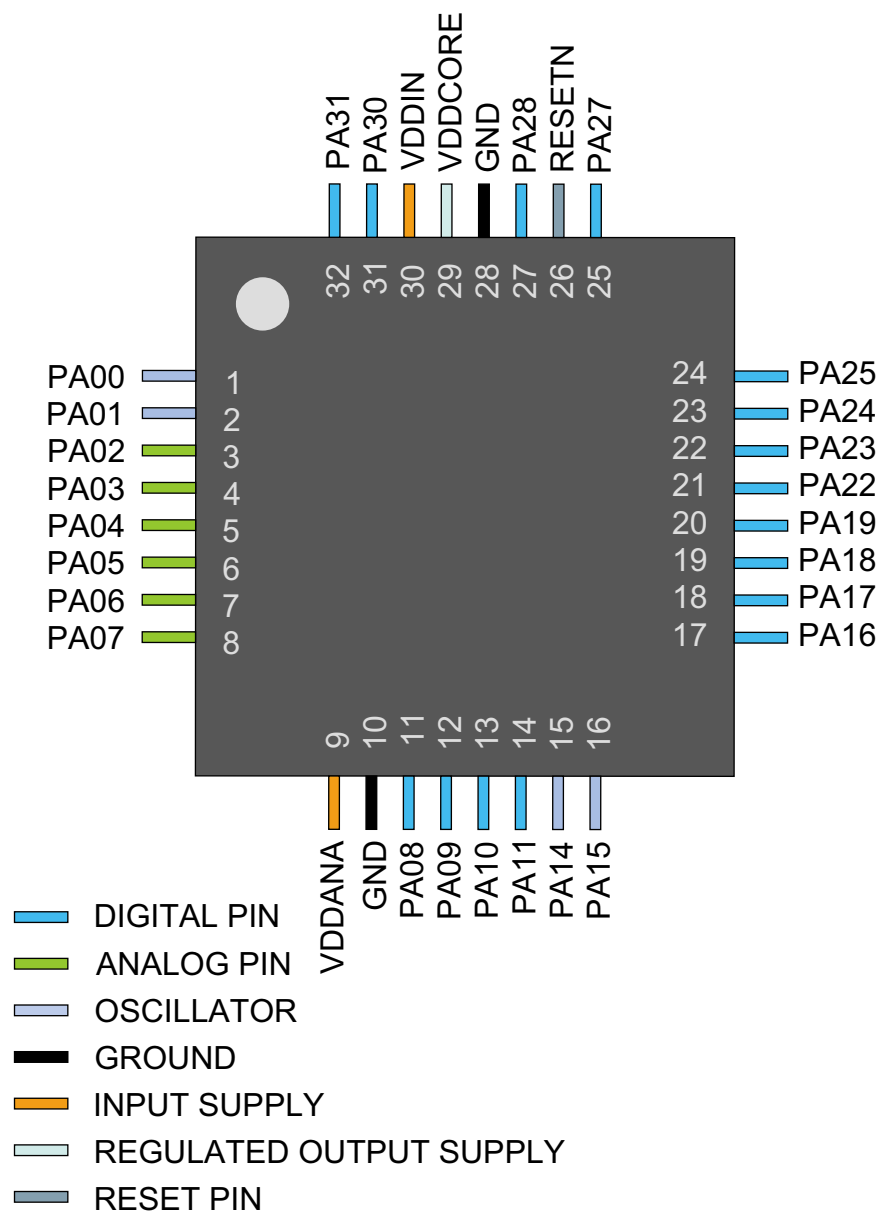 PA31
PA30
VDDIN
VDDCORE
GND
PA28
RESETN
PA27
32
31
30
29
28
27
26
25
PA00 1
PA01 2
PA02 3
PA03 4
PA04 5
PA05 6
PA06 7
PA07 8
24 PA25
23 PA24
22 PA23
21 PA22
20 PA19
19 PA18
18 PA17
17 PA16
9
10
11
12
13
14
15
16
VDDANA
GND
PA08
PA09
PA10
PA11
PA14
PA15
DIGITAL PIN
ANALOG PIN
OSCILLATOR
GROUND
INPUT SUPPLY
REGULATED OUTPUT SUPPLY
RESET PIN